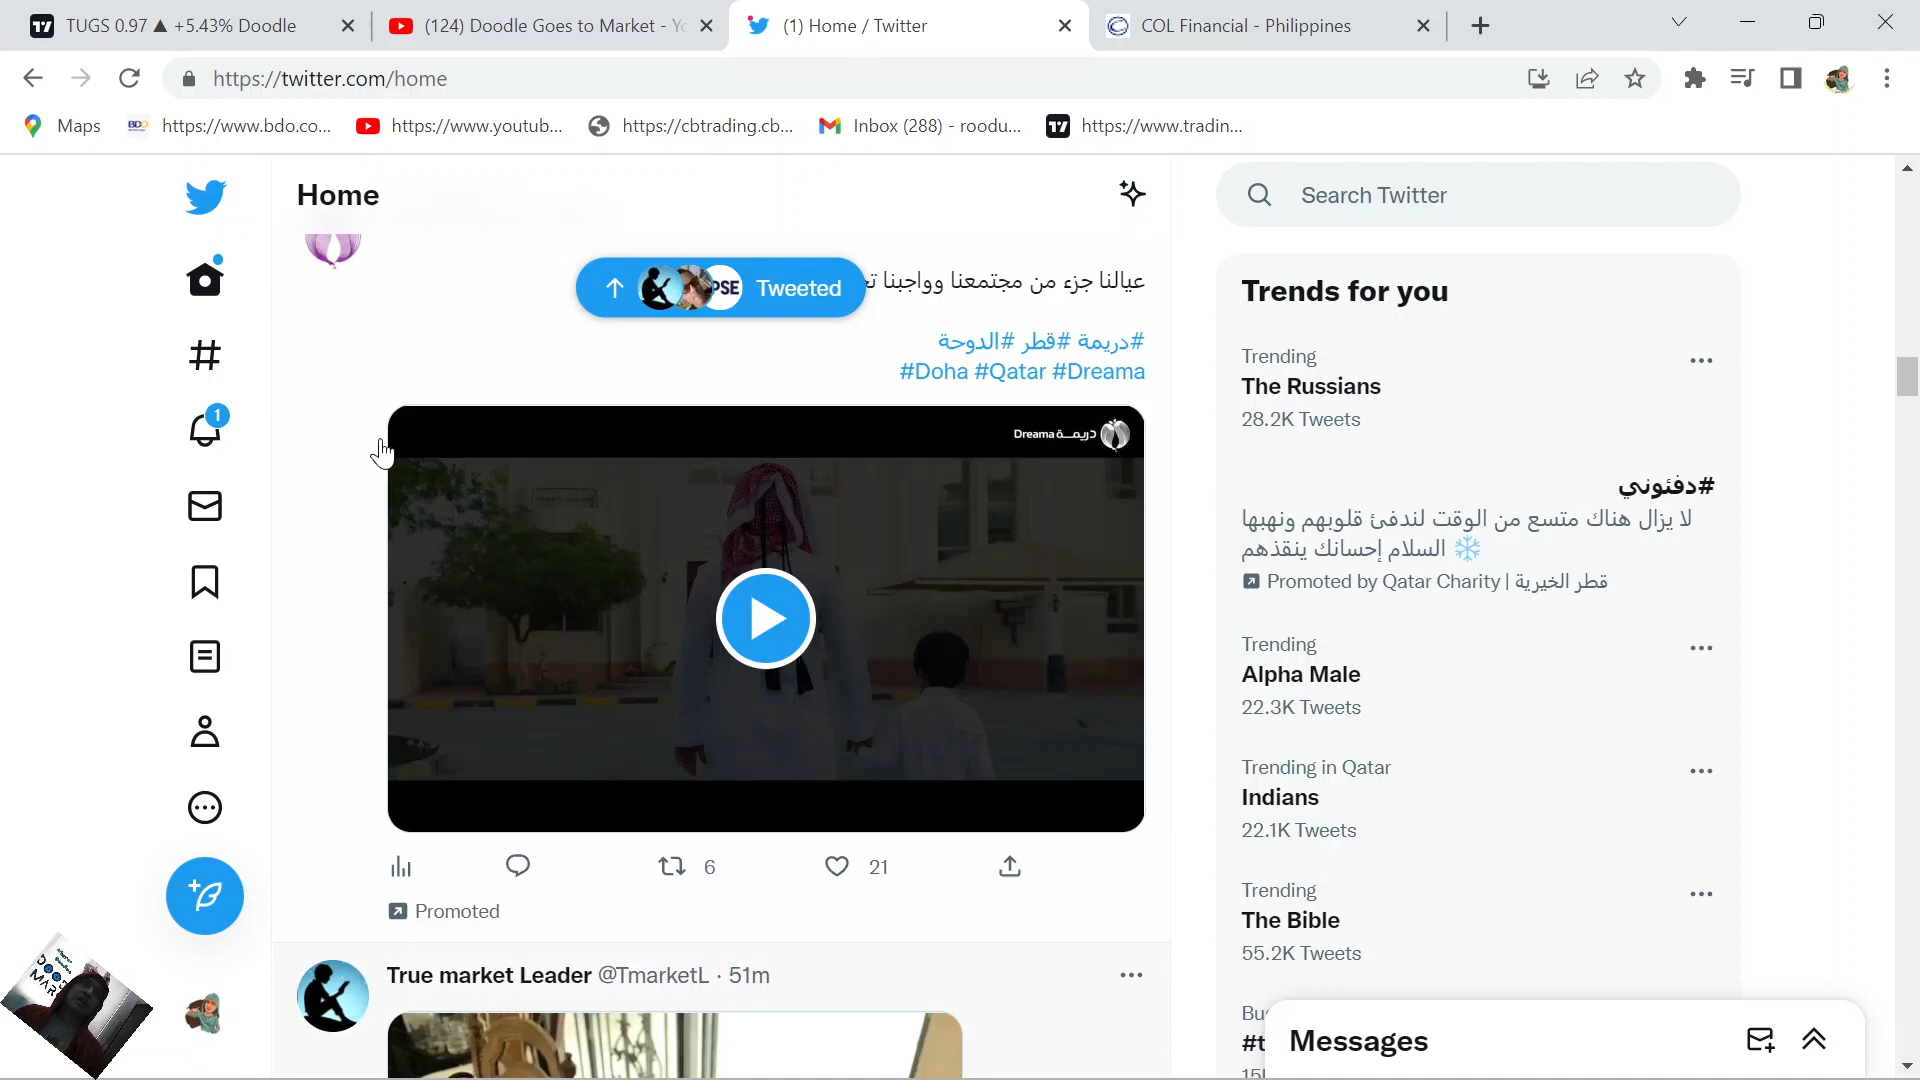 TUGS 0.97 ▲ +5.43% Doodle
(124) Doodle Goes to Market - Yo
(1) Home / Twitter
COL Financial - Philippines
https://twitter.com/home
Maps
BDO
https://www.bdo.co...
https://www.youtub...
https://cbtrading.cb...
Inbox (288) - roodu...
https://www.tradin...
Home
Search Twitter
PSE Tweeted
عيالنا جزء من مجتمعنا وواجبنا
#دريمة #قطر #الدوحة
#Doha #Qatar #Dreama
Dreama دريمة
6
21
Promoted
True market Leader @TmarketL · 51m
1
Trends for you
Trending
The Russians
28.2K Tweets
#دفئوني
لا يزال هناك متسع من الوقت لندفئ قلوبهم ونهبها
السلام إحسانك ينقذهم ❄️
Promoted by Qatar Charity | قطر الخيرية
Trending
Alpha Male
22.3K Tweets
Trending in Qatar
Indians
22.1K Tweets
Trending
The Bible
55.2K Tweets
Messages